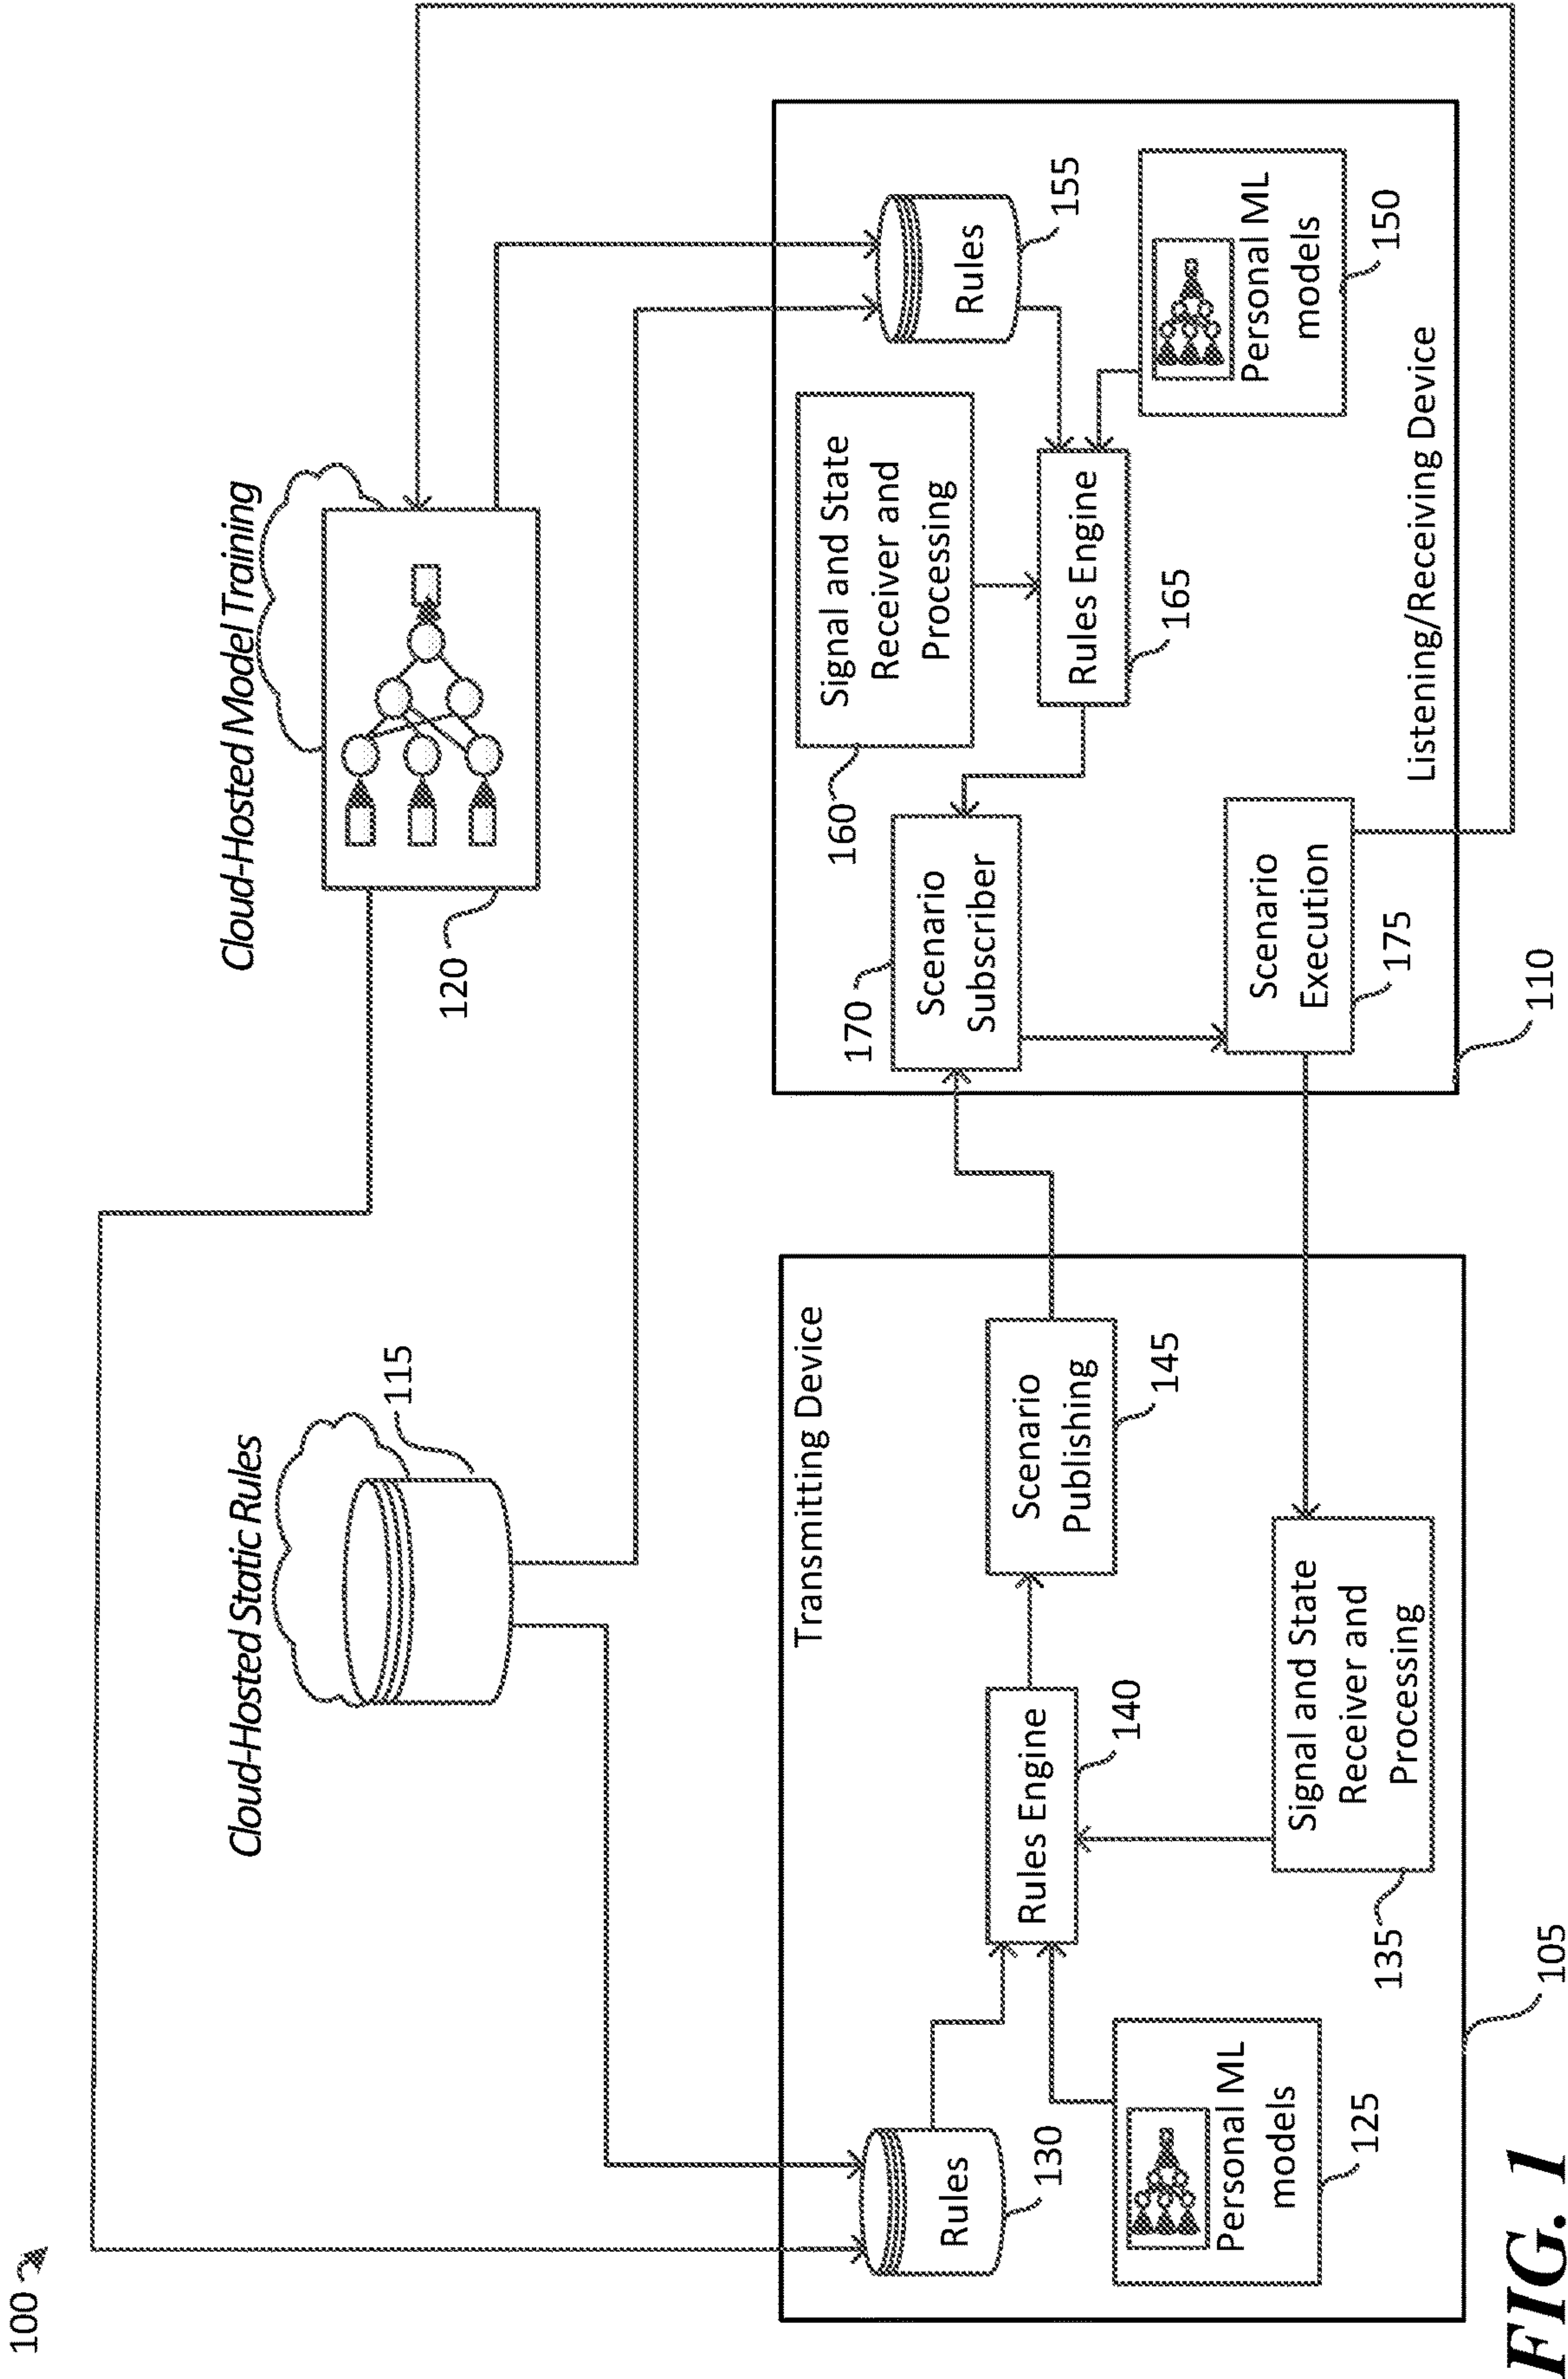 100
Cloud-Hosted Static Rules
115
Cloud-Hosted Model Training
120
Transmitting Device
Rules
130
Personal ML
models
125
Rules Engine
140
Signal and State
Receiver and
Processing
135
Scenario
Publishing
145
105
170
Scenario
Subscriber
160
Signal and State
Receiver and
Processing
Rules
155
Rules Engine
165
Personal ML
models
150
Scenario
Execution
175
Listening/Receiving Device
110
FIG. 1